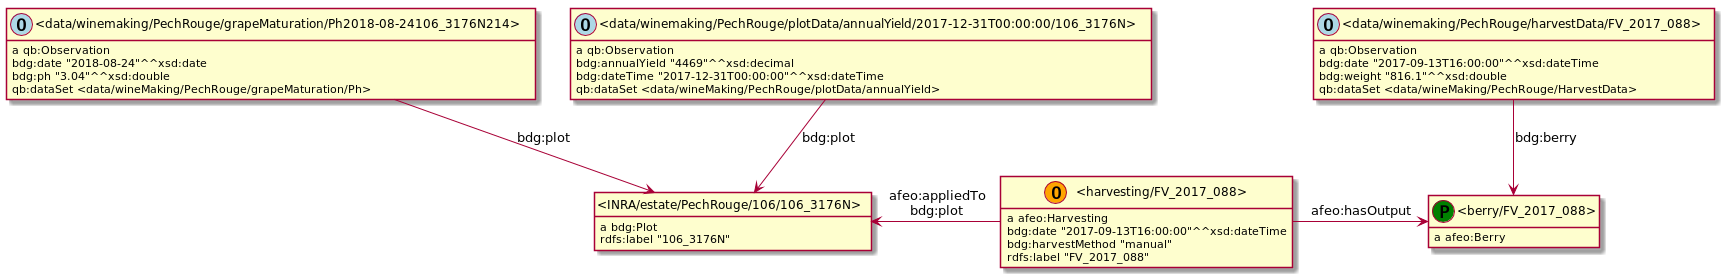 O <data/winemaking/PechRouge/grapeMaturation/Ph2018-08-24106_3176N214>
a qb:Observation
bdg:date "2018-08-24"^^xsd:date
bdg:ph "3.04"^^xsd:double
qb:dataSet <data/wineMaking/PechRouge/grapeMaturation/Ph>
O <data/winemaking/PechRouge/plotData/annualYield/2017-12-31T00:00:00/106_3176N>
a qb:Observation
bdg:annualYield "4469"^^xsd:decimal
bdg:dateTime "2017-12-31T00:00:00"^^xsd:dateTime
qb:dataSet <data/wineMaking/PechRouge/plotData/annualYield>
O <data/winemaking/PechRouge/harvestData/FV_2017_088>
a qb:Observation
bdg:date "2017-09-13T16:00:00"^^xsd:dateTime
bdg:weight "816.1"^^xsd:double
qb:dataSet <data/wineMaking/PechRouge/HarvestData>
bdg:plot
bdg:plot
bdg:berry
<INRA/estate/PechRouge/106/106_3176N>
a bdg:Plot
rdfs:label "106_3176N"
afeo:appliedTo
bdg:plot
O <harvesting/FV_2017_088>
a afeo:Harvesting
bdg:date "2017-09-13T16:00:00"^^xsd:dateTime
bdg:harvestMethod "manual"
rdfs:label "FV_2017_088"
afeo:hasOutput
P <berry/FV_2017_088>
a afeo:Berry